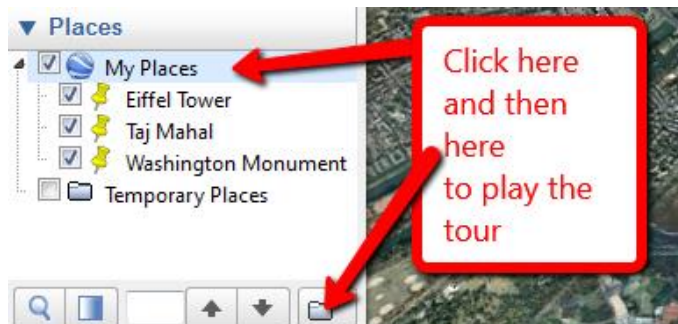 Places
My Places
Eiffel Tower
Taj Mahal
Washington Monument
Temporary Places
Click here
and then
here
to play the
tour